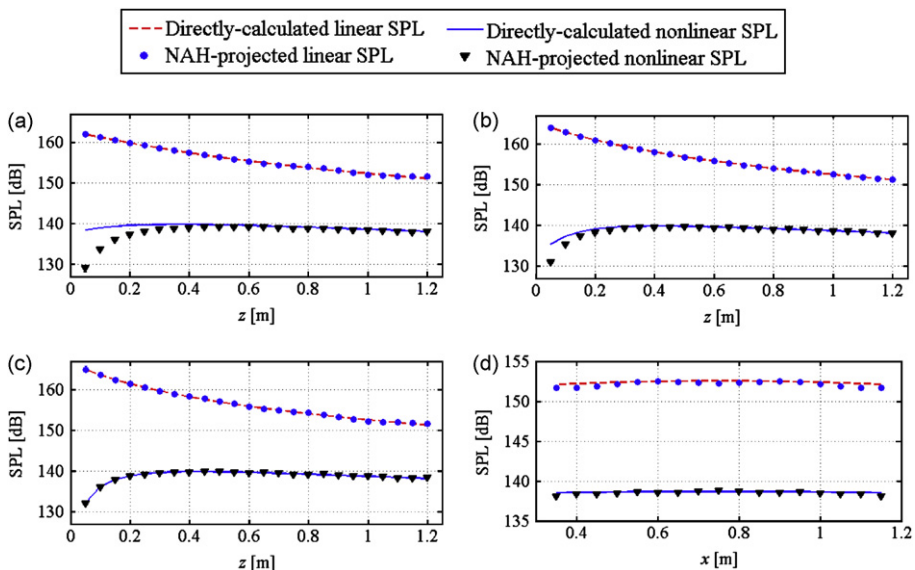 Directly-calculated linear SPL
Directly-calculated nonlinear SPL
NAH-projected linear SPL
NAH-projected nonlinear SPL
(a)
160
150
140
130
SPL [dB]
0 0.2 0.4 0.6 0.8 1 1.2
z [m]
(b)
160
150
140
130
SPL [dB]
0 0.2 0.4 0.6 0.8 1 1.2
z [m]
(c)
160
150
140
130
SPL [dB]
0 0.2 0.4 0.6 0.8 1 1.2
z [m]
(d)
155
150
145
140
135
SPL [dB]
0.4 0.6 0.8 1 1.2
x [m]